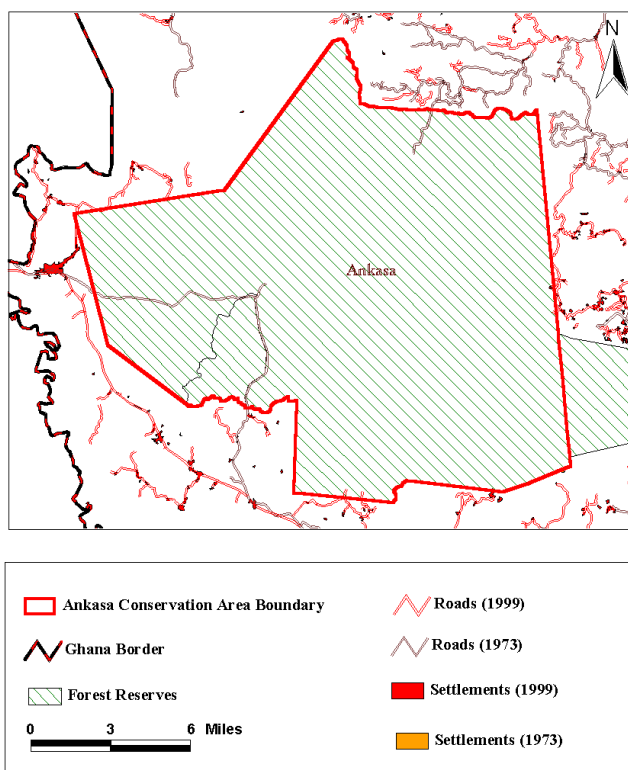 N
Ankasa
Ankasa Conservation Area Boundary
Ghana Border
Forest Reserves
0 3 6 Miles
Roads (1999)
Roads (1973)
Settlements (1999)
Settlements (1973)